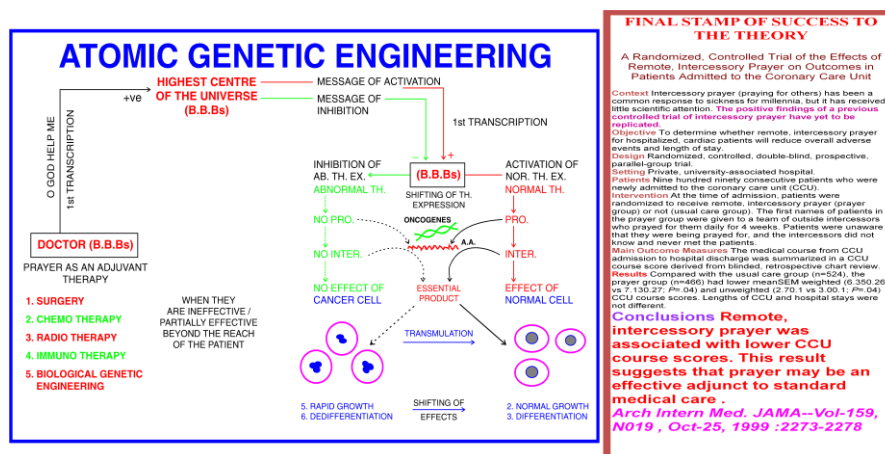 ATOMIC GENETIC ENGINEERING
HIGHEST CENTRE
OF THE UNIVERSE
(B.B.Bs)
+ve
MESSAGE OF ACTIVATION
MESSAGE OF
INHIBITION
1st TRANSCRIPTION
O GOD HELP ME
1st TRANSCRIPTION
DOCTOR (B.B.Bs)
PRAYER AS AN ADJUVANT
THERAPY
1. SURGERY
2. CHEMO THERAPY
3. RADIO THERAPY
4. IMMUNO THERAPY
5. BIOLOGICAL GENETIC
ENGINEERING
WHEN THEY
ARE INEFFECTIVE /
PARTIALLY EFFECTIVE
BEYOND THE REACH
OF THE PATIENT
INHIBITION OF
AB. TH. EX.
ABNORMAL TH.
NO PRO.
NO INTER.
NO EFFECT OF
CANCER CELL
–
+
(B.B.Bs)
SHIFTING OF TH.
EXPRESSION
ONCOGENES
A.A.
ESSENTIAL
PRODUCT
ACTIVATION OF
NOR. TH. EX.
NORMAL TH.
PRO.
INTER.
EFFECT OF
NORMAL CELL
TRANSMULATION
5. RAPID GROWTH
6. DEDIFFERENTIATION
SHIFTING OF
EFFECTS
2. NORMAL GROWTH
3. DIFFERENTIATION
FINAL STAMP OF SUCCESS TO
THE THEORY
A Randomized, Controlled Trial of the Effects of
Remote, Intercessory Prayer on Outcomes in
Patients Admitted to the Coronary Care Unit
Context Intercessory prayer (praying for others) has been a
common response to sickness for millennia, but it has received
little scientific attention. The positive findings of a previous
controlled trial of intercessory prayer have yet to be
replicated.
Objective To determine whether remote, intercessory prayer
for hospitalized, cardiac patients will reduce overall adverse
events and length of stay.
Design Randomized, controlled, double-blind, prospective,
parallel-group trial.
Setting Private, university-associated hospital.
Patients Nine hundred ninety consecutive patients who were
newly admitted to the coronary care unit (CCU).
Intervention At the time of admission, patients were
randomized to receive remote, intercessory prayer (prayer
group) or not (usual care group). The first names of patients in
the prayer group were given to a team of outside intercessors
who prayed for them daily for 4 weeks. Patients were unaware
that they were being prayed for, and the intercessors did not
know and never met the patients.
Main Outcome Measures The medical course from CCU
admission to hospital discharge was summarized in a CCU
course score derived from blinded, retrospective chart review.
Results Compared with the usual care group (n=524), the
prayer group (n=466) had lower meanSEM weighted (6.350.26
vs 7.130.27; P=.04) and unweighted (2.70.1 vs 3.00.1; P=.04)
CCU course scores. Lengths of CCU and hospital stays were
not different.
Conclusions Remote,
intercessory prayer was
associated with lower CCU
course scores. This result
suggests that prayer may be an
effective adjunct to standard
medical care .
Arch Intern Med. JAMA--Vol-159,
N019 , Oct-25, 1999 :2273-2278